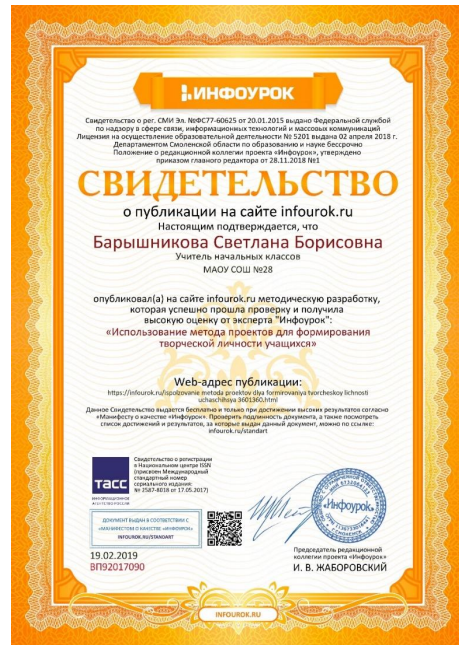 ИНФОУРОК
Свидетельство о рег. СМИ Эл. №ФС77-60625 от 20.01.2015 выдано Федеральной службой
по надзору в сфере связи, информационных технологий и массовых коммуникаций
Лицензия на осуществление образовательной деятельности № 5201 выдана 02 апреля 2018 г.
Департаментом Смоленской области по образованию и науке бессрочно
Положение о редакционной коллегии проекта «Инфоурок», утверждено
приказом главного редактора от 28.11.2018 №1
СВИДЕТЕЛЬСТВО
о публикации на сайте infourok.ru
Настоящим подтверждается, что
Барышникова Светлана Борисовна
Учитель начальных классов
МАОУ СОШ №28
опубликовал(а) на сайте infourok.ru методическую разработку,
которая успешно прошла проверку и получила
высокую оценку от эксперта "Инфоурок":
«Использование метода проектов для формирования
творческой личности учащихся»
Web-адрес публикации:
https://infourok.ru/ispolzovanie metoda proektov dlya formirovaniya tvorcheskoy lichnosti
uchaschihsya 3601360.html
Данное Свидетельство выдается бесплатно и только при достижении высоких результатов согласно
«Манифесту о качестве «Инфоурок». Проверить подлинность документа, а также посмотреть
список достижений и результатов, за которые выдан данный документ, можно по ссылке:
infourok.ru/standart
Свидетельство о регистрации
в Национальном центре ISSN
(присвоен Международный
стандартный номер
сериального издания:
№ 2587-8018 от 17.05.2017)
ТАСС
ИНФОРМАЦИОННОЕ
АГЕНТСТВО РОССИИ
ДОКУМЕНТ ВЫДАН В СООТВЕТСТВИИ С
«МАНИФЕСТОМ О КАЧЕСТВЕ «ИНФОУРОК»
INFOUROK.RU/STANDART
19.02.2019
ВП92017090
«Инфоурок»
Председатель редакционной
коллегии проекта «Инфоурок»
И. В. ЖАБОРОВСКИЙ
INFOUROK.RU